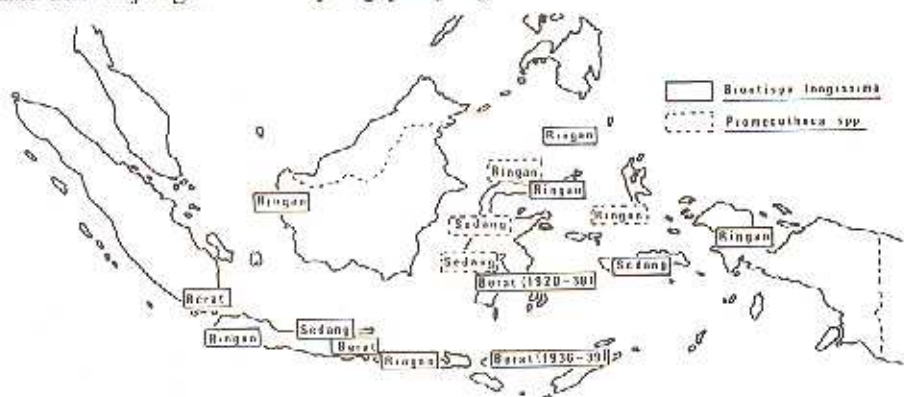 Brontispa longissima
Promecotheca spp
Ringan
Ringan
Ringan
Ringan
Ringan
Sedang
Ringan
Sedang
Sedang
Berat (1920-30)
Berat
Sedang
Ringan
Berat
Ringan
Berat (1936-39)